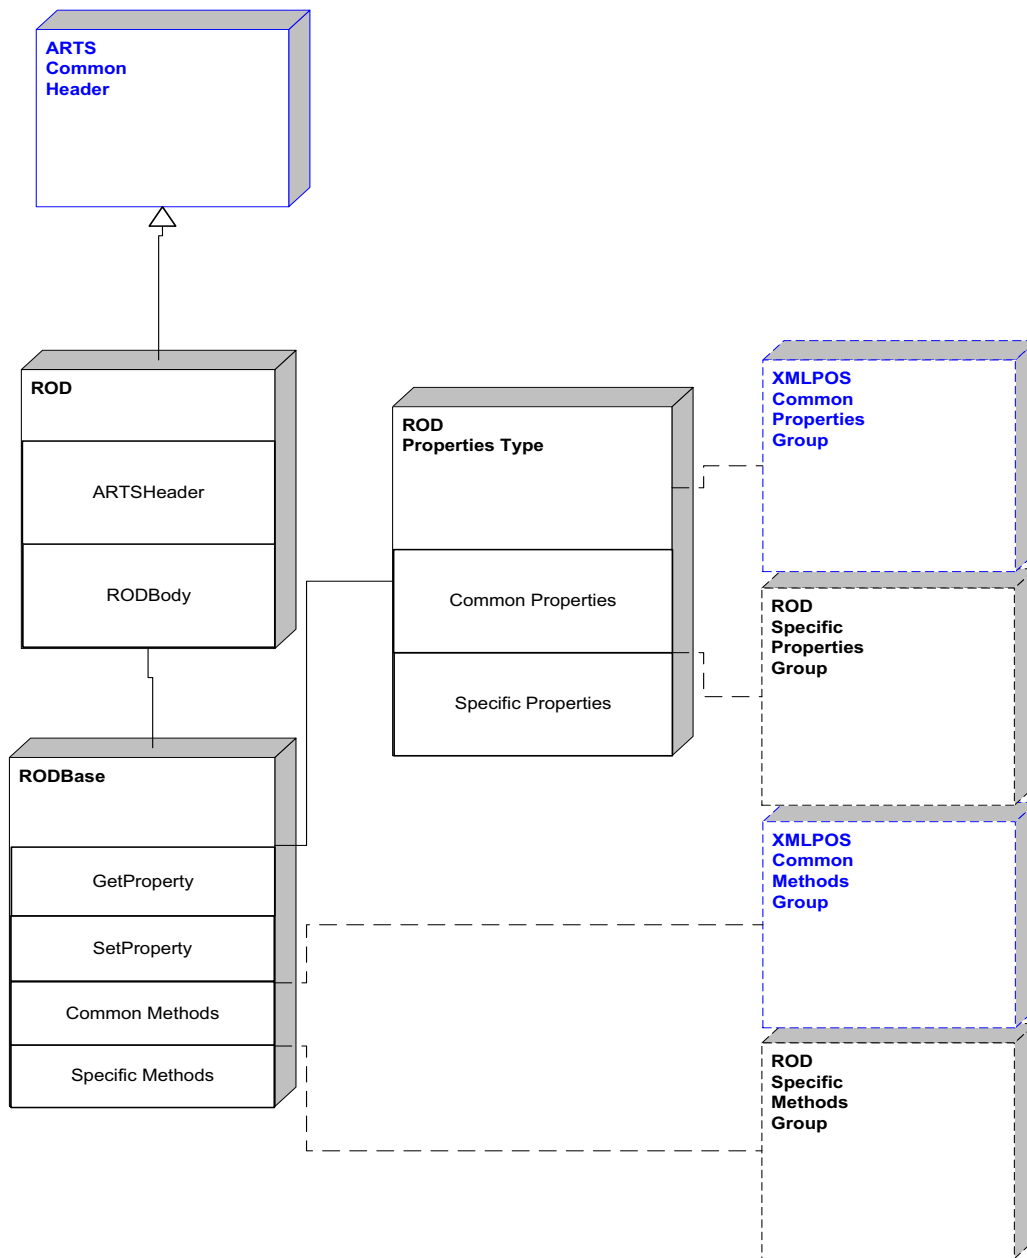 ARTS
Common
Header
ROD
ARTSHeader
RODBody
ROD
Properties Type
Common Properties
Specific Properties
XMLPOS
Common
Properties
Group
ROD
Specific
Properties
Group
RODBase
GetProperty
SetProperty
Common Methods
Specific Methods
XMLPOS
Common
Methods
Group
ROD
Specific
Methods
Group